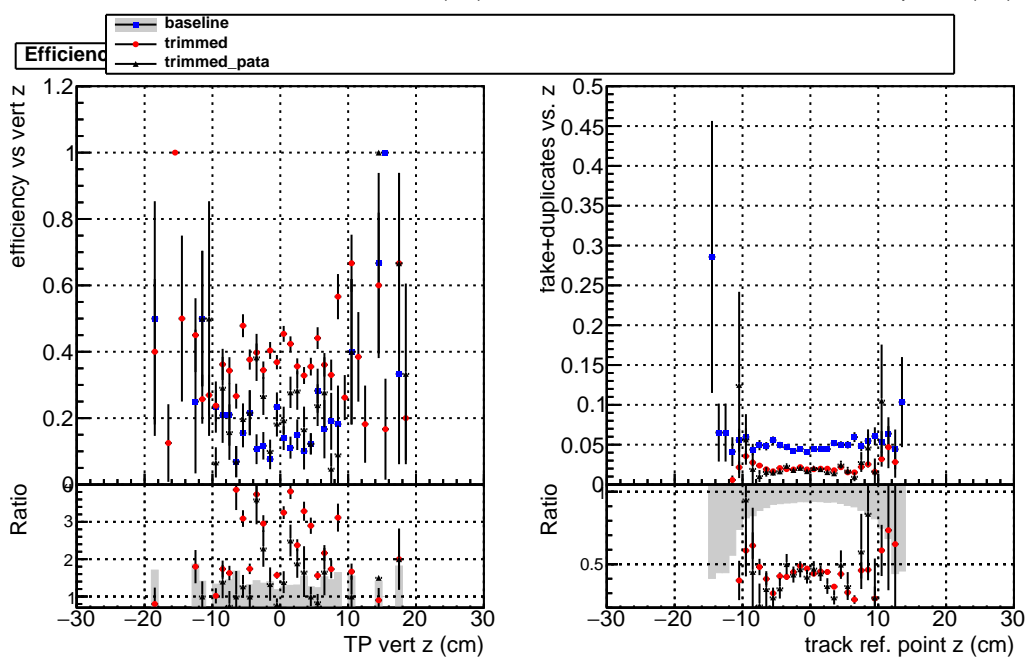 baseline
trimmed
trimmed_pata
Efficienc
efficiency vs vert z
1.2
1
0.8
0.6
0.4
0.2
0
Ratio
3
2
1
−30 −20 −10 0 10 20 30
TP vert z (cm)
fake+duplicates vs. z
0.5
0.45
0.4
0.35
0.3
0.25
0.2
0.15
0.1
0.05
0
Ratio
0.5
−30 −20 −10 0 10 20 30
track ref. point z (cm)